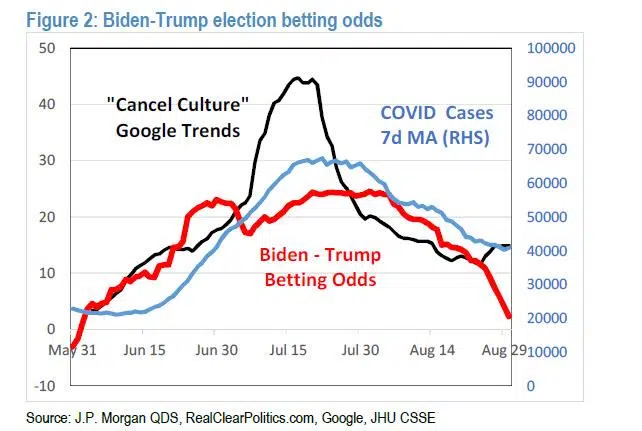 Figure 2: Biden-Trump election betting odds
50
40
30
20
10
0
-10
100000
90000
80000
70000
60000
50000
40000
30000
20000
10000
0
"Cancel Culture"
Google Trends
COVID Cases
7d MA (RHS)
Biden - Trump
Betting Odds
May 31 Jun 15 Jun 30 Jul 15 Jul 30 Aug 14 Aug 29
Source: J.P. Morgan QDS, RealClearPolitics.com, Google, JHU CSSE